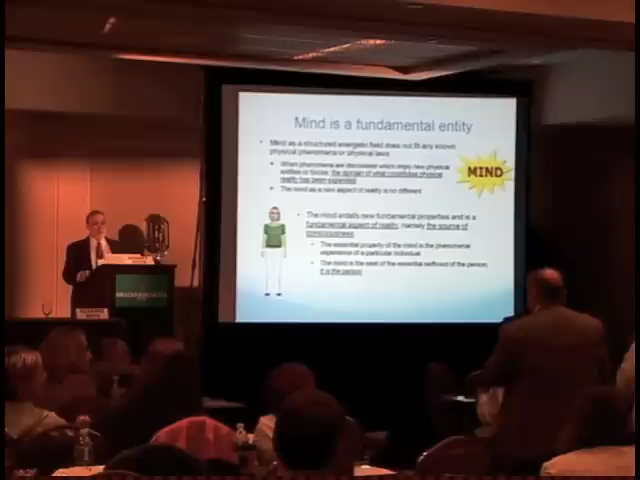 Mind is a fundamental entity
Mind as a structured energetic field does not fit any known
physical phenomena or physical laws
When phenomena are discovered which imply new physical
entities or forces, the domain of what constitutes physical
reality has been expanded
The mind as a new aspect of reality is no different
MIND
The mind entails new fundamental properties and is a
fundamental aspect of reality, namely the source of
consciousness
The essential property of the mind is the phenomenal
experience of a particular individual
The mind is the seat of the essential selfhood of the person;
it is the person